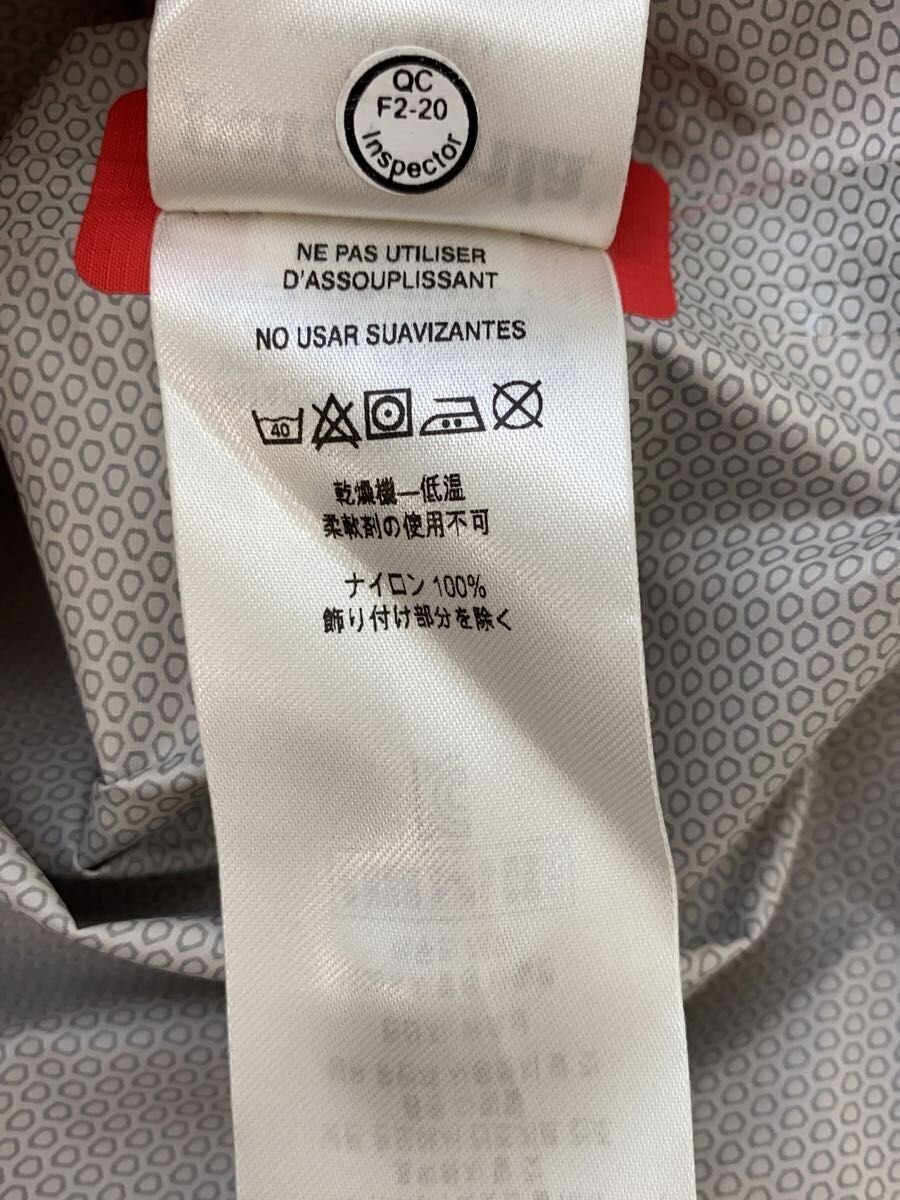 QC
F2-20
Inspector
NE PAS UTILISER
D'ASSOUPLISSANT
NO USAR SUAVIZANTES
40
乾燥機―低温
柔軟剤の使用不可
ナイロン 100%
飾り付け部分を除く